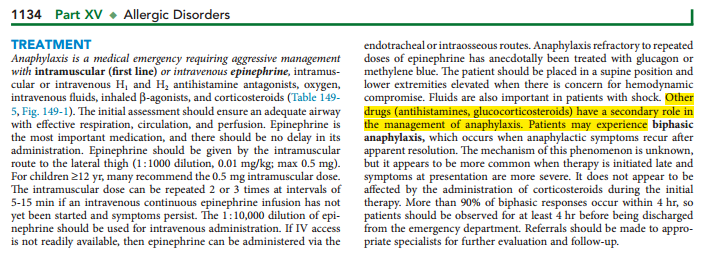 1134 Part XV ◆ Allergic Disorders
TREATMENT
Anaphylaxis is a medical emergency requiring aggressive management
with intramuscular (first line) or intravenous epinephrine, intramus-
cular or intravenous H1 and H2 antihistamine antagonists, oxygen,
intravenous fluids, inhaled β-agonists, and corticosteroids (Table 149-
5, Fig. 149-1). The initial assessment should ensure an adequate airway
with effective respiration, circulation, and perfusion. Epinephrine is
the most important medication, and there should be no delay in its
administration. Epinephrine should be given by the intramuscular
route to the lateral thigh (1:1000 dilution, 0.01 mg/kg; max 0.5 mg).
For children ≥12 yr, many recommend the 0.5 mg intramuscular dose.
The intramuscular dose can be repeated 2 or 3 times at intervals of
5-15 min if an intravenous continuous epinephrine infusion has not
yet been started and symptoms persist. The 1:10,000 dilution of epi-
nephrine should be used for intravenous administration. If IV access
is not readily available, then epinephrine can be administered via the
endotracheal or intraosseous routes. Anaphylaxis refractory to repeated
doses of epinephrine has anecdotally been treated with glucagon or
methylene blue. The patient should be placed in a supine position and
lower extremities elevated when there is concern for hemodynamic
compromise. Fluids are also important in patients with shock. Other
drugs (antihistamines, glucocorticosteroids) have a secondary role in
the management of anaphylaxis. Patients may experience biphasic
anaphylaxis, which occurs when anaphylactic symptoms recur after
apparent resolution. The mechanism of this phenomenon is unknown,
but it appears to be more common when therapy is initiated late and
symptoms at presentation are more severe. It does not appear to be
affected by the administration of corticosteroids during the initial
therapy. More than 90% of biphasic responses occur within 4 hr, so
patients should be observed for at least 4 hr before being discharged
from the emergency department. Referrals should be made to appro-
priate specialists for further evaluation and follow-up.